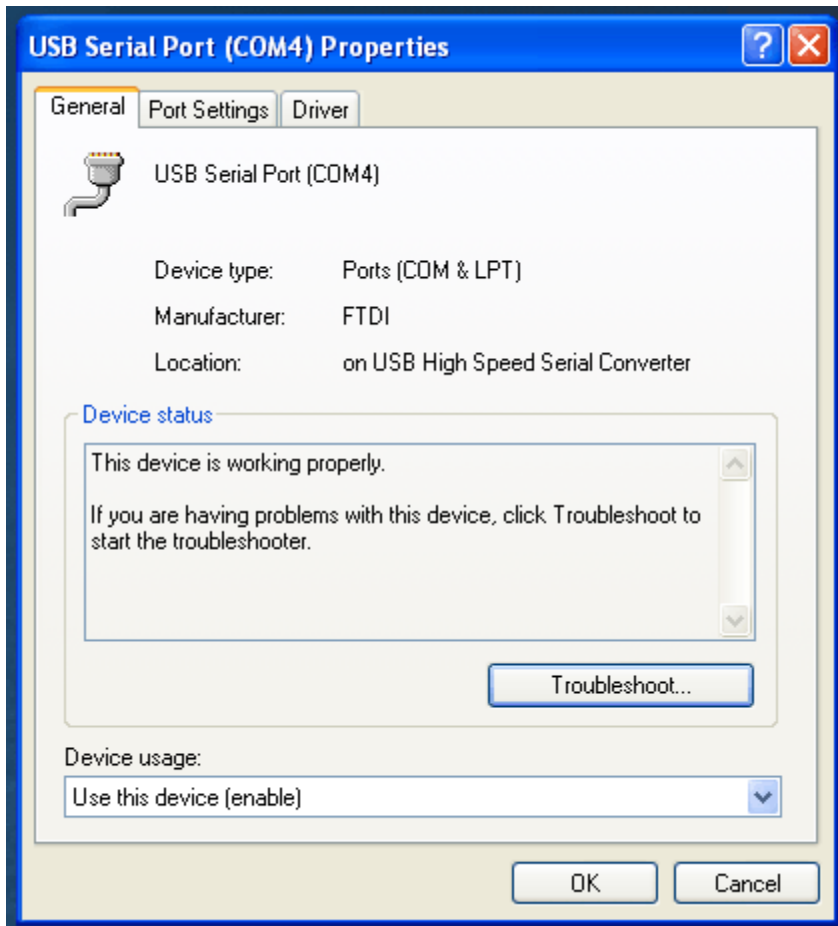 USB Serial Port (COM4) Properties
?
General
Port Settings
Driver
USB Serial Port (COM4)
Device type: Ports (COM & LPT)
Manufacturer: FTDI
Location: on USB High Speed Serial Converter
Device status
This device is working properly.
If you are having problems with this device, click Troubleshoot to
start the troubleshooter.
Troubleshoot...
Device usage:
Use this device (enable)
OK
Cancel